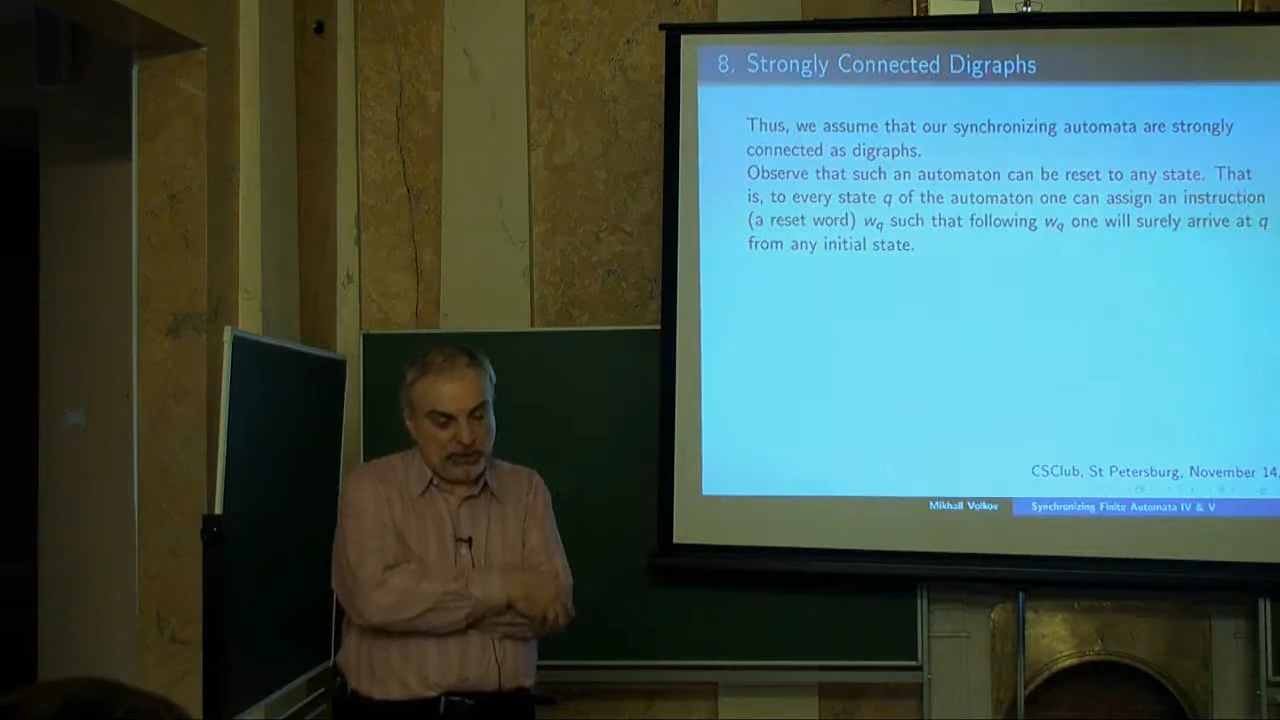 8. Strongly Connected Digraphs
Thus, we assume that our synchronizing automata are strongly
connected as digraphs.
Observe that such an automaton can be reset to any state. That
is, to every state q of the automaton one can assign an instruction
(a reset word) w_q such that following w_q one will surely arrive at q
from any initial state.
CSClub, St Petersburg, November 14,
Mikhail Volkov
Synchronizing Finite Automata IV & V